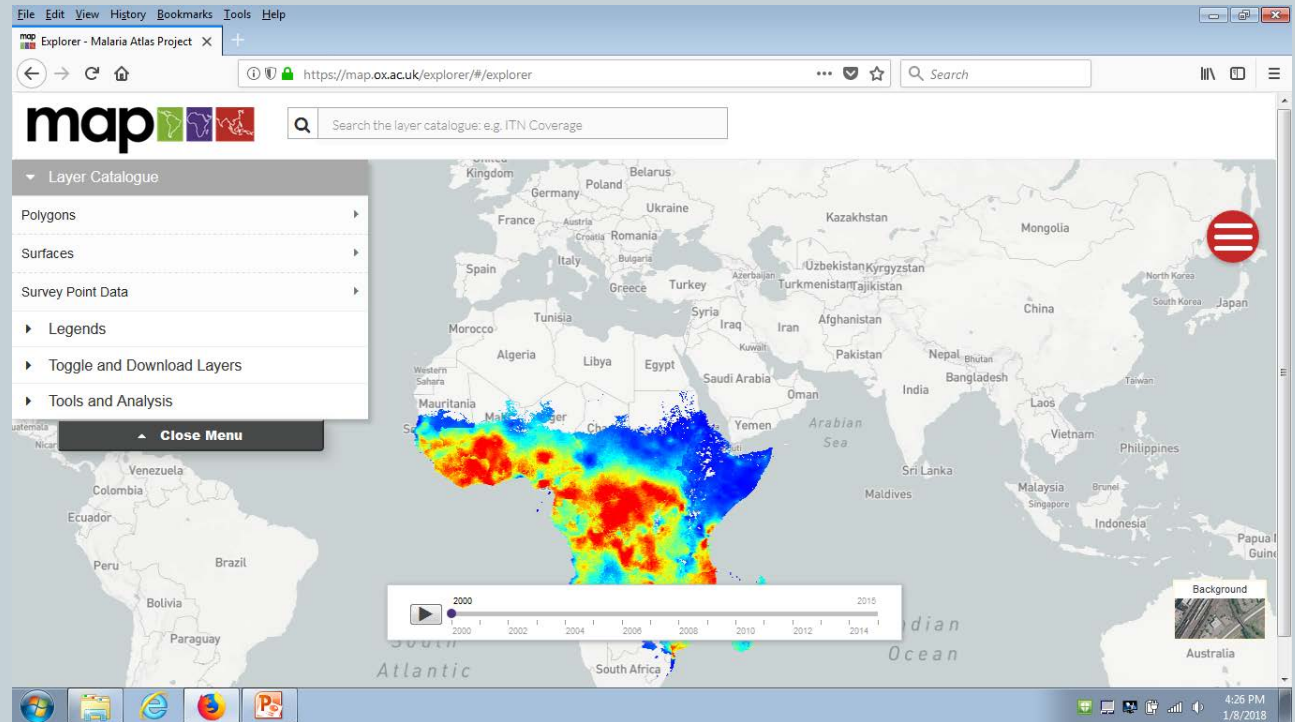 File Edit View History Bookmarks Tools Help
map Explorer - Malaria Atlas Project
https://map.ox.ac.uk/explorer/#/explorer
Search
map
Search the layer catalogue: e.g. ITN Coverage
Layer Catalogue
Polygons
Surfaces
Survey Point Data
Legends
Toggle and Download Layers
Tools and Analysis
Close Menu
Kingdom
Belarus
Germany
Poland
Ukraine
France
Austria
Croatia
Romania
Kazakhstan
Mongolia
Italy
Bulgaria
Spain
Greece
Turkey
Azerbaijan
Uzbekistan
Kyrgyzstan
Turkmenistan
Tajikistan
North Korea
South Korea
Japan
China
Tunisia
Syria
Morocco
Iraq
Iran
Afghanistan
Algeria
Libya
Egypt
Kuwait
Pakistan
Nepal
Bhutan
Western
Sahara
Saudi Arabia
Bangladesh
Taiwan
Oman
India
Laos
Mauritania
Yemen
Arabian
Sea
Vietnam
Philippines
Venezuela
Colombia
Sri Lanka
Maldives
Malaysia
Brunei
Singapore
Ecuador
Indonesia
Peru
Brazil
Bolivia
Paraguay
2000
2015
2000 2002 2004 2006 2008 2010 2012 2014
Atlantic
South Africa
Ocean
Background
Australia
4:26 PM
1/8/2018